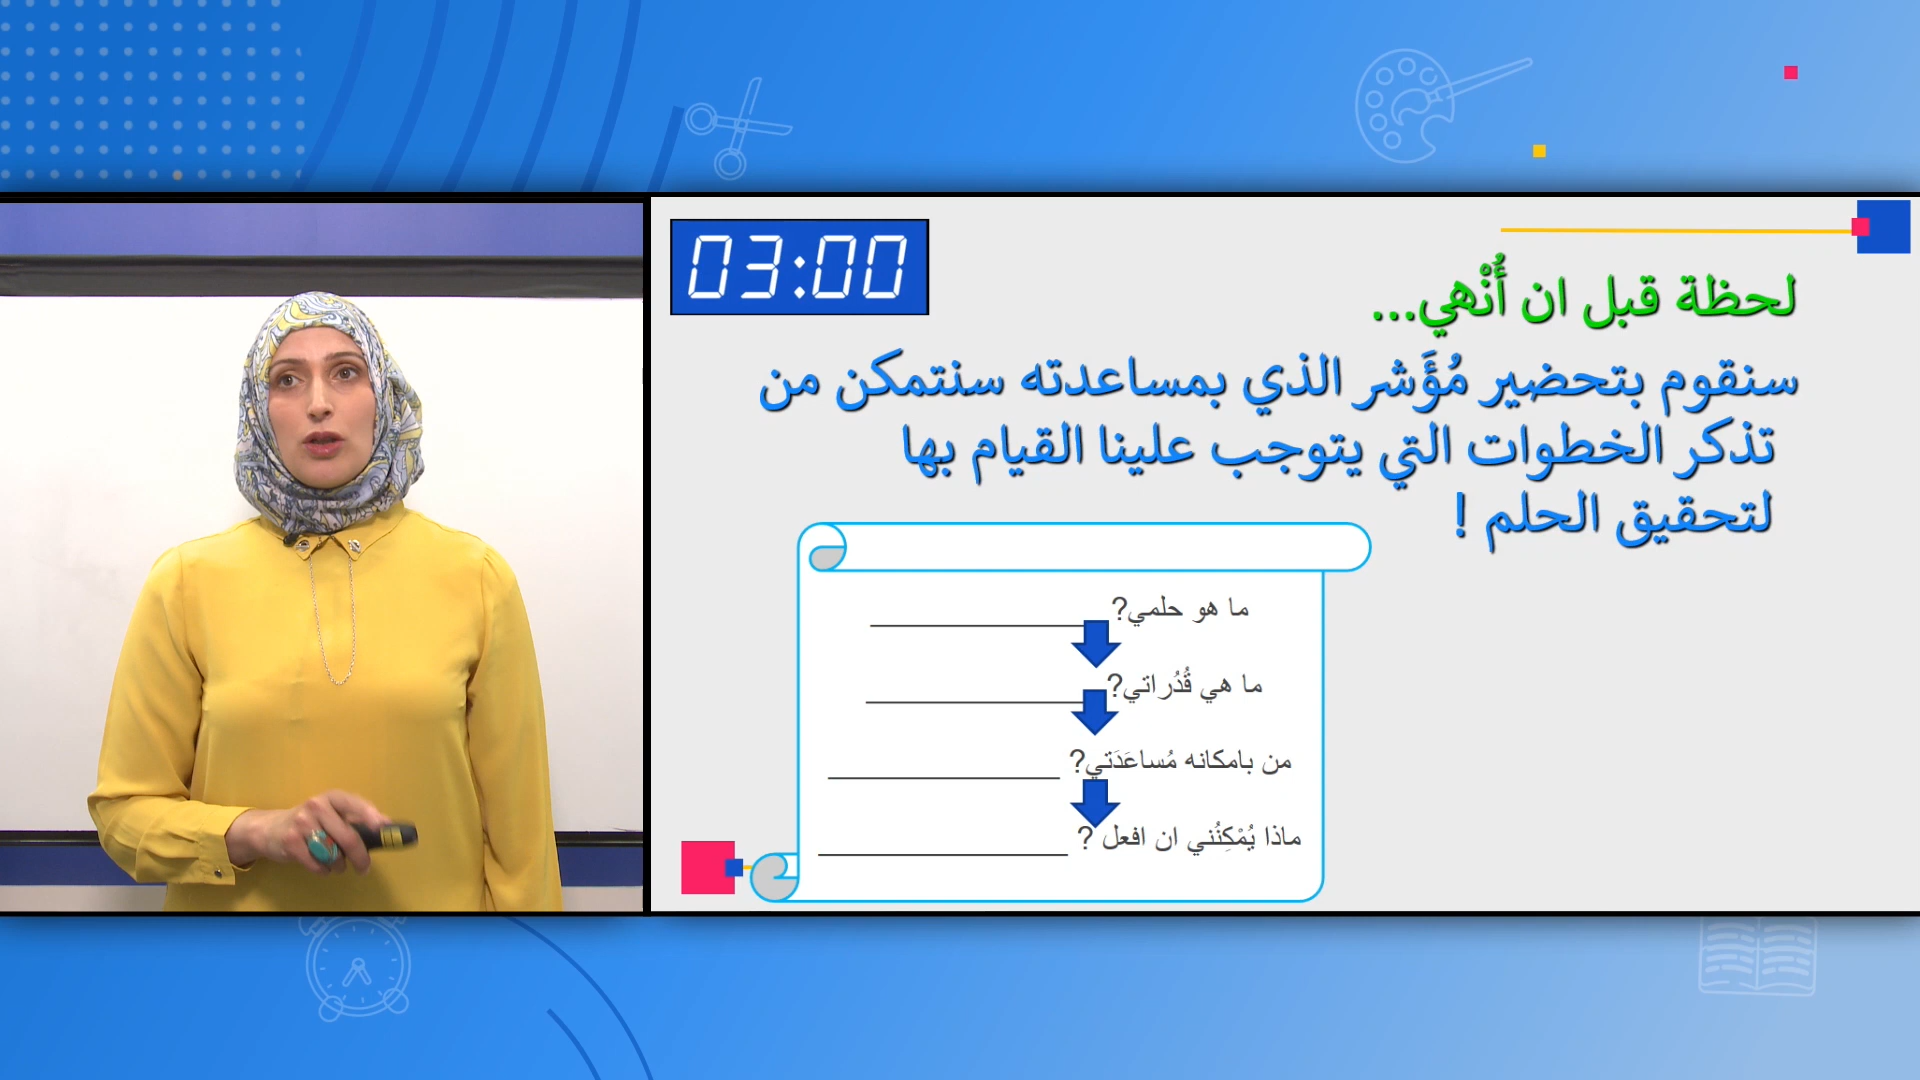 03:00
لحظة قبل ان أُنْهي...
سنقوم بتحضير مُؤَشر الذي بمساعدته سنتمكن من
تذكر الخطوات التي يتوجب علينا القيام بها
لتحقيق الحلم !
ما هو حلمي?
ما هي قُدُراتي?
من بامكانه مُساعَدَتي?
ماذا يُمْكِنُني ان افعل ?